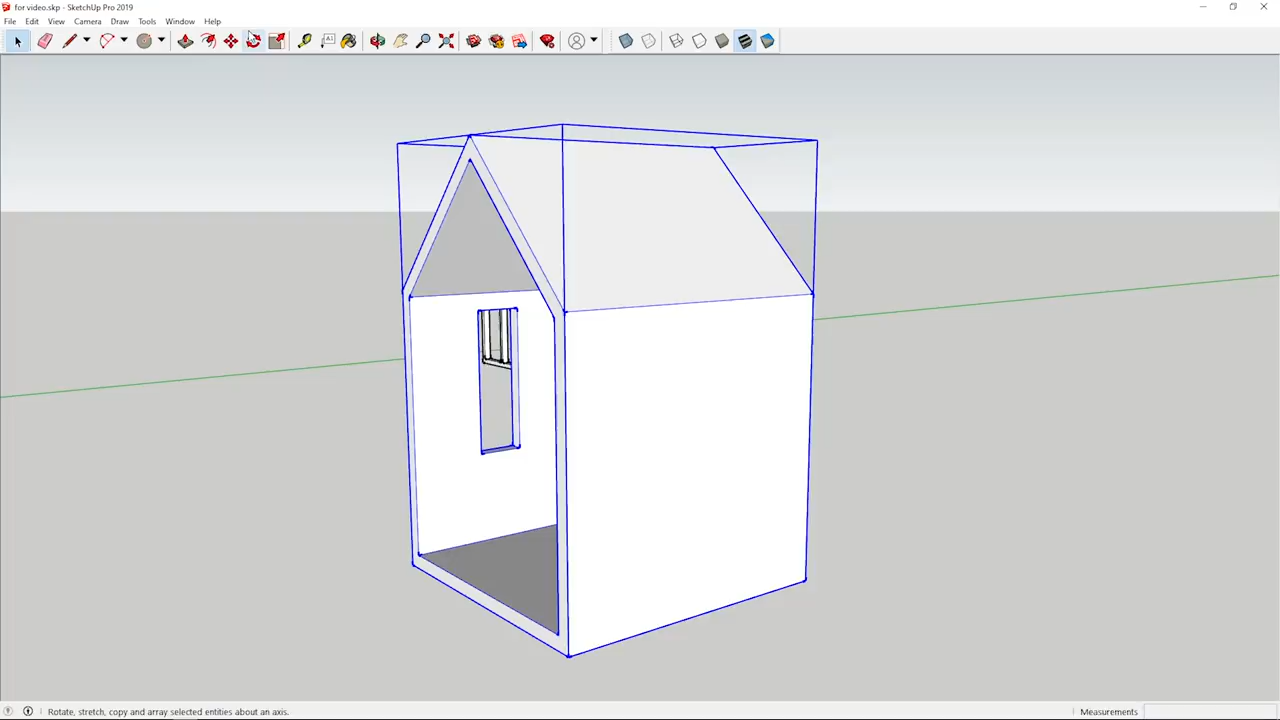 for video.skp - SketchUp Pro 2019
File Edit View Camera Draw Tools Window Help
Rotate, stretch, copy and array selected entities about an axis.
Measurements